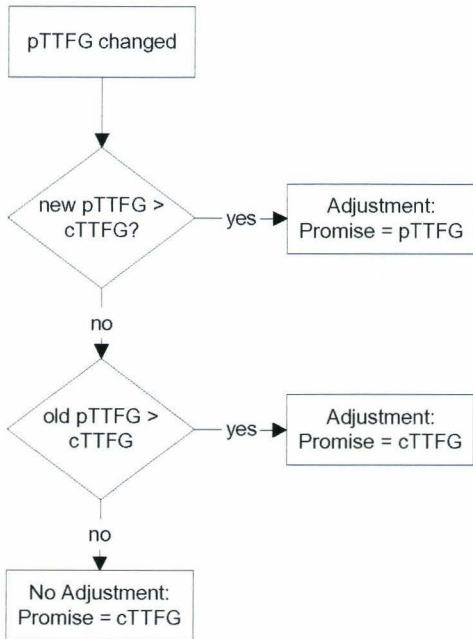 pTTFG changed
new pTTFG >
cTTFG?
yes
Adjustment:
Promise = pTTFG
no
old pTTFG >
cTTFG
yes
Adjustment:
Promise = cTTFG
no
No Adjustment:
Promise = cTTFG